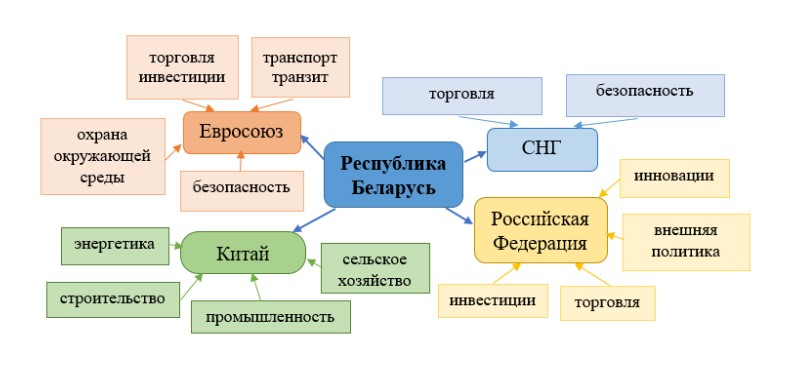 торговля
инвестиции
транспорт
транзит
торговля
безопасность
охрана
окружающей
среды
Евросоюз
СНГ
Республика
Беларусь
безопасность
инновации
Российская
Федерация
внешняя
политика
энергетика
Китай
сельское
хозяйство
строительство
промышленность
инвестиции
торговля